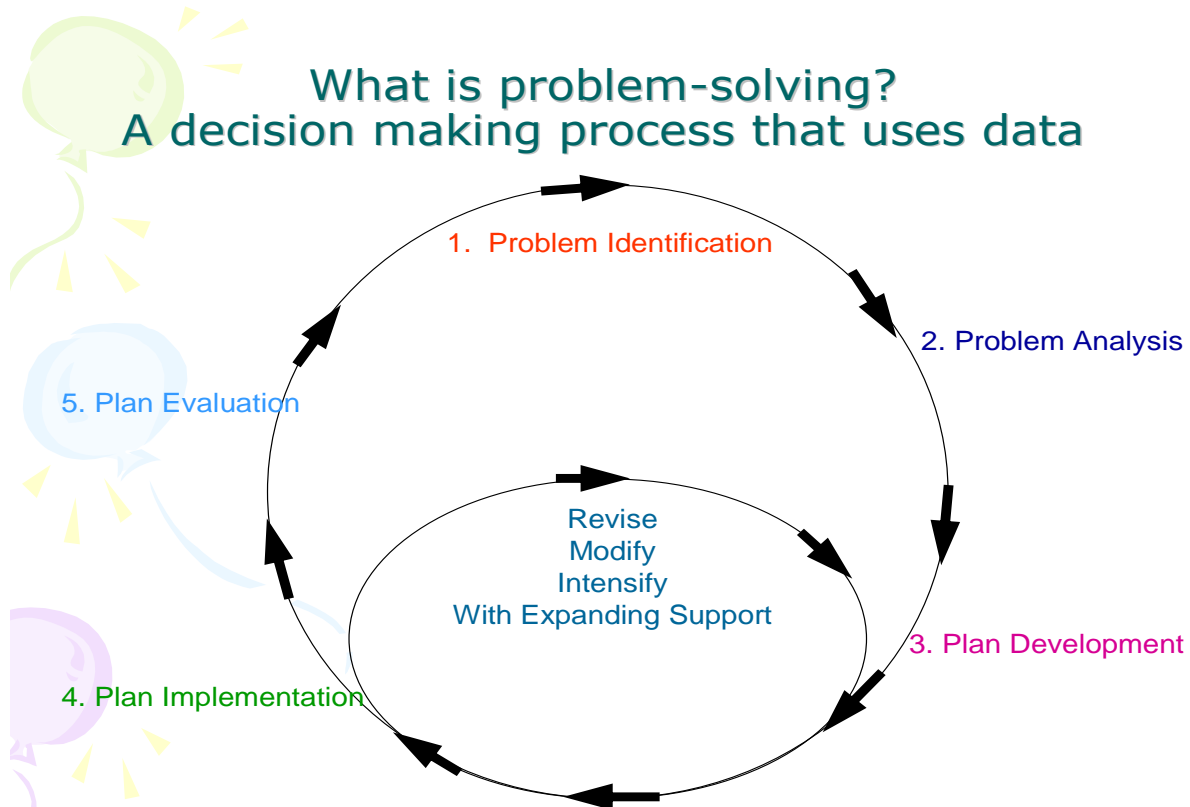 What is problem-solving?
A decision making process that uses data
1. Problem Identification
2. Problem Analysis
5. Plan Evaluation
Revise
Modify
Intensify
With Expanding Support
3. Plan Development
4. Plan Implementation